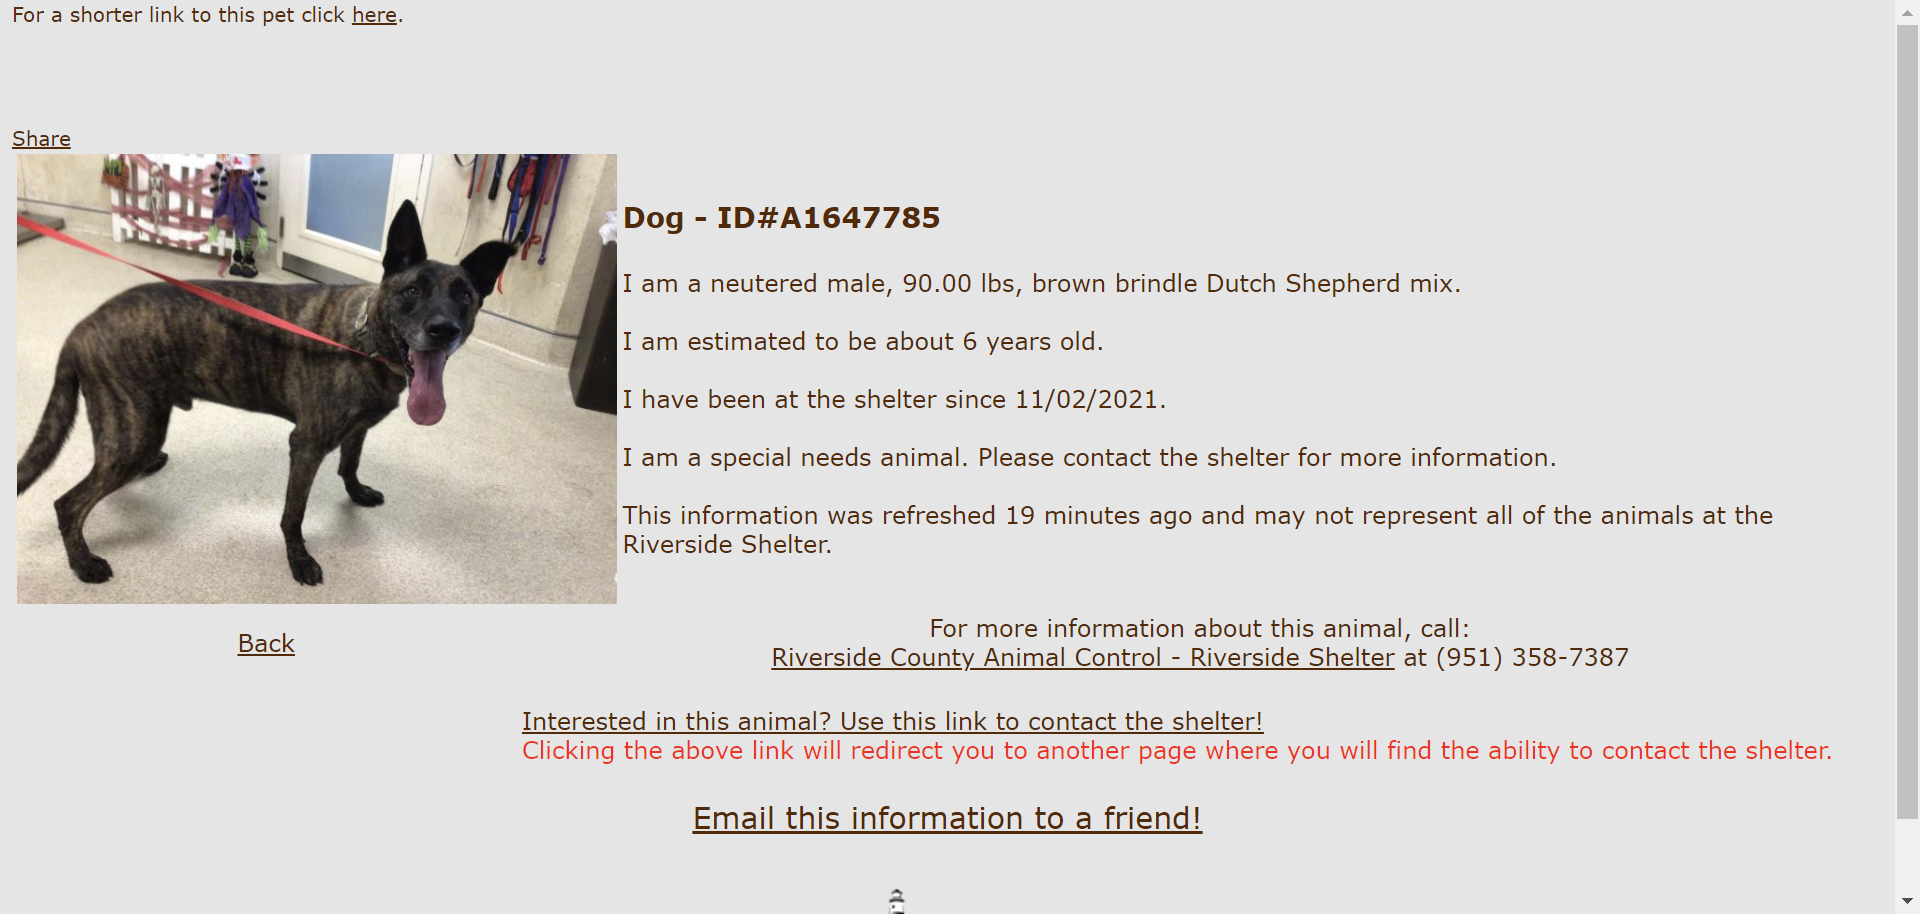 For a shorter link to this pet click here.
Share
Dog - ID#A1647785
I am a neutered male, 90.00 lbs, brown brindle Dutch Shepherd mix.
I am estimated to be about 6 years old.
I have been at the shelter since 11/02/2021.
I am a special needs animal. Please contact the shelter for more information.
This information was refreshed 19 minutes ago and may not represent all of the animals at the
Riverside Shelter.
Back
For more information about this animal, call:
Riverside County Animal Control - Riverside Shelter at (951) 358-7387
Interested in this animal? Use this link to contact the shelter!
Clicking the above link will redirect you to another page where you will find the ability to contact the shelter.
Email this information to a friend!